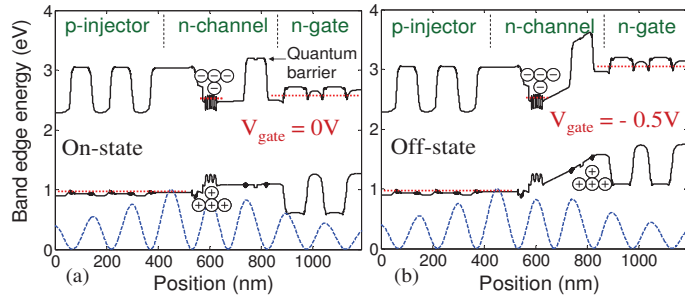 Band edge energy (eV)
4
3
2
1
0
p-injector
n-channel
n-gate
Quantum
barrier
V gate = 0V
On-state
(a)
0 200 400 600 800 1000
Position (nm)
4
3
2
1
0
p-injector
n-channel
n-gate
V gate = - 0.5V
Off-state
(b)
0 200 400 600 800 1000
Position (nm)